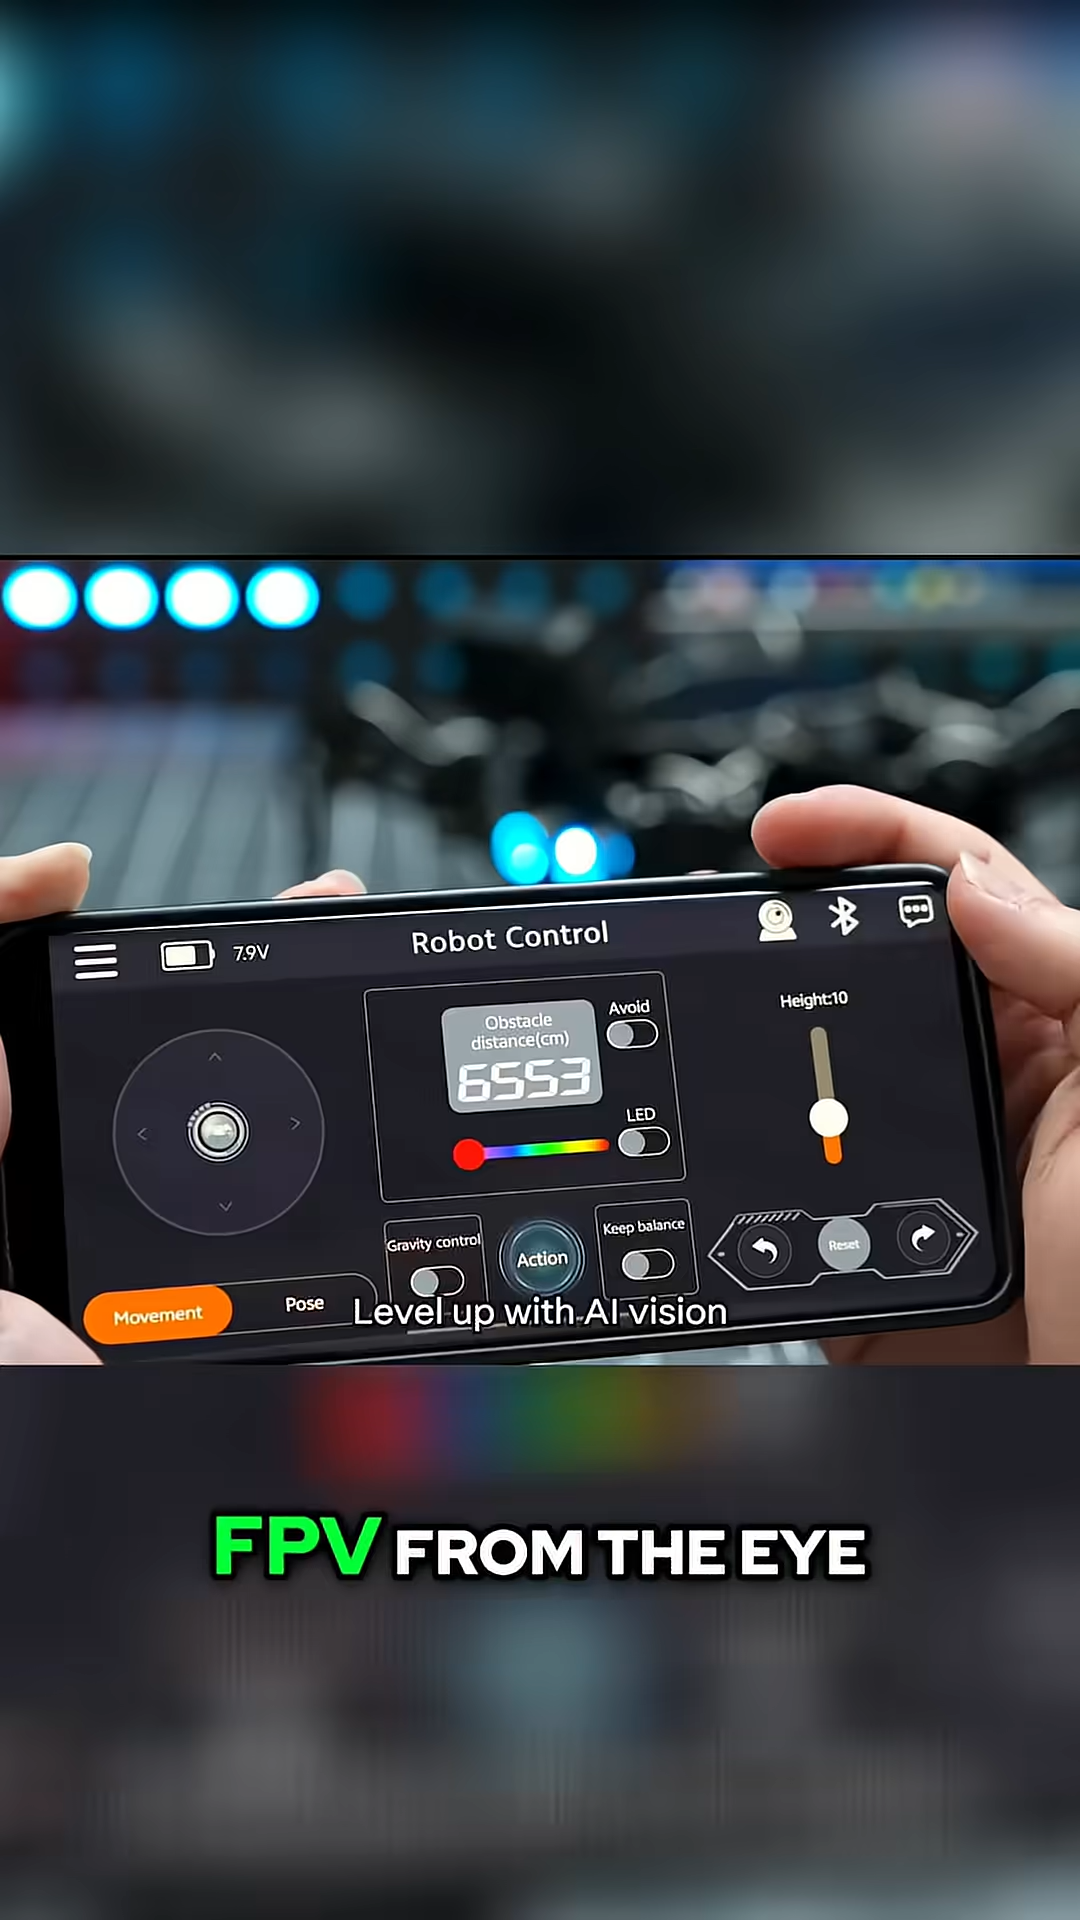 7.9V
Robot Control
Obstacle
distance(cm)
6553
Avoid
LED
Height:10
Gravity control
Action
Keep balance
Reset
Movement
Pose
Level up with AI vision
FPV FROM THE EYE